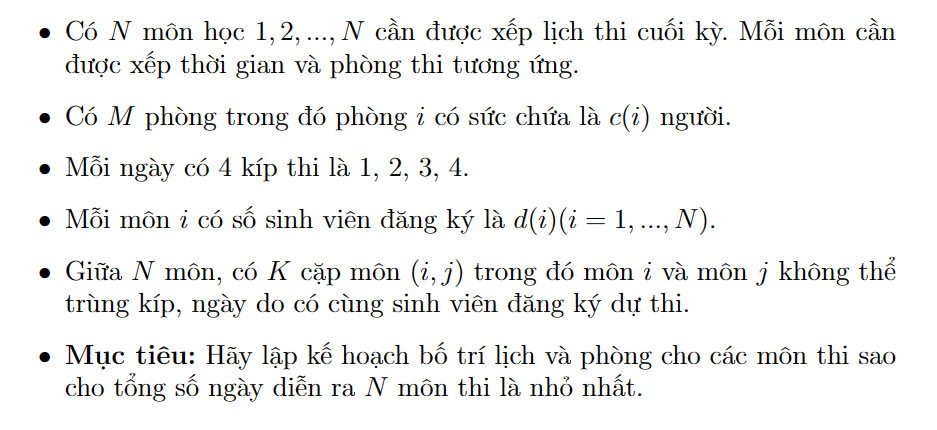 • Có N môn học 1, 2, ..., N cần được xếp lịch thi cuối kỳ. Mỗi môn cần
được xếp thời gian và phòng thi tương ứng.
• Có M phòng trong đó phòng i có sức chứa là c(i) người.
• Mỗi ngày có 4 kíp thi là 1, 2, 3, 4.
• Mỗi môn i có số sinh viên đăng ký là d(i)(i = 1, ..., N).
• Giữa N môn, có K cặp môn (i, j) trong đó môn i và môn j không thể
trùng kíp, ngày do có cùng sinh viên đăng ký dự thi.
• Mục tiêu: Hãy lập kế hoạch bố trí lịch và phòng cho các môn thi sao
cho tổng số ngày diễn ra N môn thi là nhỏ nhất.